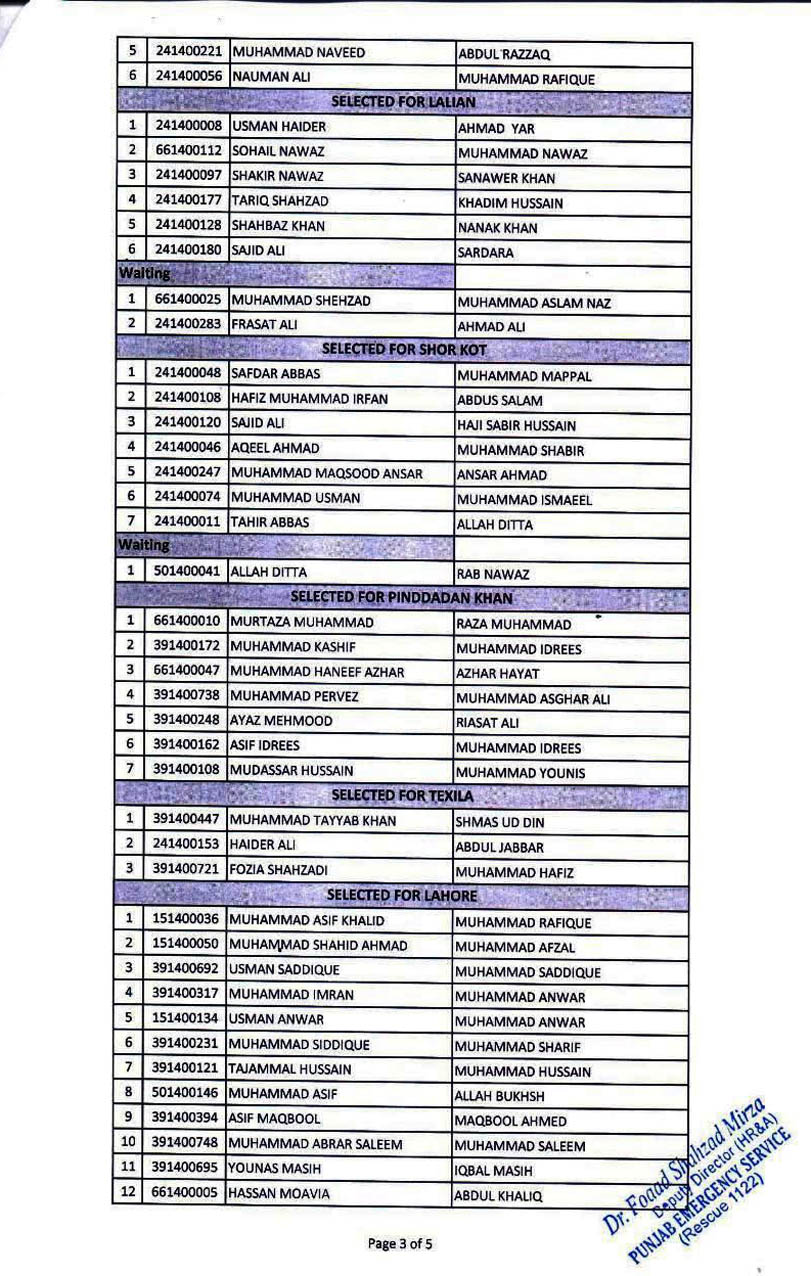 5 241400221 MUHAMMAD NAVEED ABDUL RAZZAQ
6 241400056 NAUMAN ALI MUHAMMAD RAFIQUE
SELECTED FOR LALIAN
1 241400008 USMAN HAIDER AHMAD YAR
2 661400112 SOHAIL NAWAZ MUHAMMAD NAWAZ
3 241400097 SHAKIR NAWAZ SANAWER KHAN
4 241400177 TARIQ SHAHZAD KHADIM HUSSAIN
5 241400128 SHAHBAZ KHAN NANAK KHAN
6 241400180 SAJID ALI SARDARA
Waiting
1 661400025 MUHAMMAD SHEHZAD MUHAMMAD ASLAM NAZ
2 241400283 FRASAT ALI AHMAD ALI
SELECTED FOR SHOR KOT
1 241400048 SAFDAR ABBAS MUHAMMAD MAPPAL
2 241400108 HAFIZ MUHAMMAD IRFAN ABDUS SALAM
3 241400120 SAJID ALI HAJI SABIR HUSSAIN
4 241400046 AQEEL AHMAD MUHAMMAD SHABIR
5 241400247 MUHAMMAD MAQSOOD ANSAR ANSAR AHMAD
6 241400074 MUHAMMAD USMAN MUHAMMAD ISMAEEL
7 241400011 TAHIR ABBAS ALLAH DITTA
Waiting
1 501400041 ALLAH DITTA RAB NAWAZ
SELECTED FOR PINDDADAN KHAN
1 661400010 MURTAZA MUHAMMAD RAZA MUHAMMAD
2 391400172 MUHAMMAD KASHIF MUHAMMAD IDREES
3 661400047 MUHAMMAD HANEEF AZHAR AZHAR HAYAT
4 391400738 MUHAMMAD PERVEZ MUHAMMAD ASGHAR ALI
5 391400248 AYAZ MEHMOOD RIASAT ALI
6 391400162 ASIF IDREES MUHAMMAD IDREES
7 391400108 MUDASSAR HUSSAIN MUHAMMAD YOUNIS
SELECTED FOR TEXILA
1 391400447 MUHAMMAD TAYYAB KHAN SHMAS UD DIN
2 241400153 HAIDER ALI ABDUL JABBAR
3 391400721 FOZIA SHAHZADI MUHAMMAD HAFIZ
SELECTED FOR LAHORE
1 151400036 MUHAMMAD ASIF KHALID MUHAMMAD RAFIQUE
2 151400050 MUHAMMAD SHAHID AHMAD MUHAMMAD AFZAL
3 391400692 USMAN SADDIQUE MUHAMMAD SADDIQUE
4 391400317 MUHAMMAD IMRAN MUHAMMAD ANWAR
5 151400134 USMAN ANWAR MUHAMMAD ANWAR
6 391400231 MUHAMMAD SIDDIQUE MUHAMMAD SHARIF
7 391400121 TAJAMMAL HUSSAIN MUHAMMAD HUSSAIN
8 501400146 MUHAMMAD ASIF ALLAH BUKHSH
9 391400394 ASIF MAQBOOL MAQBOOL AHMED
10 391400748 MUHAMMAD ABRAR SALEEM MUHAMMAD SALEEM
11 391400695 YOUNAS MASIH IQBAL MASIH
12 661400005 HASSAN MOAVIA ABDUL KHALIQ
Dr. Foaad Shahzad Mirza
Deputy Director (HR&A)
PUNJAB EMERGENCY SERVICE
(Rescue 1122)
Page 3 of 5